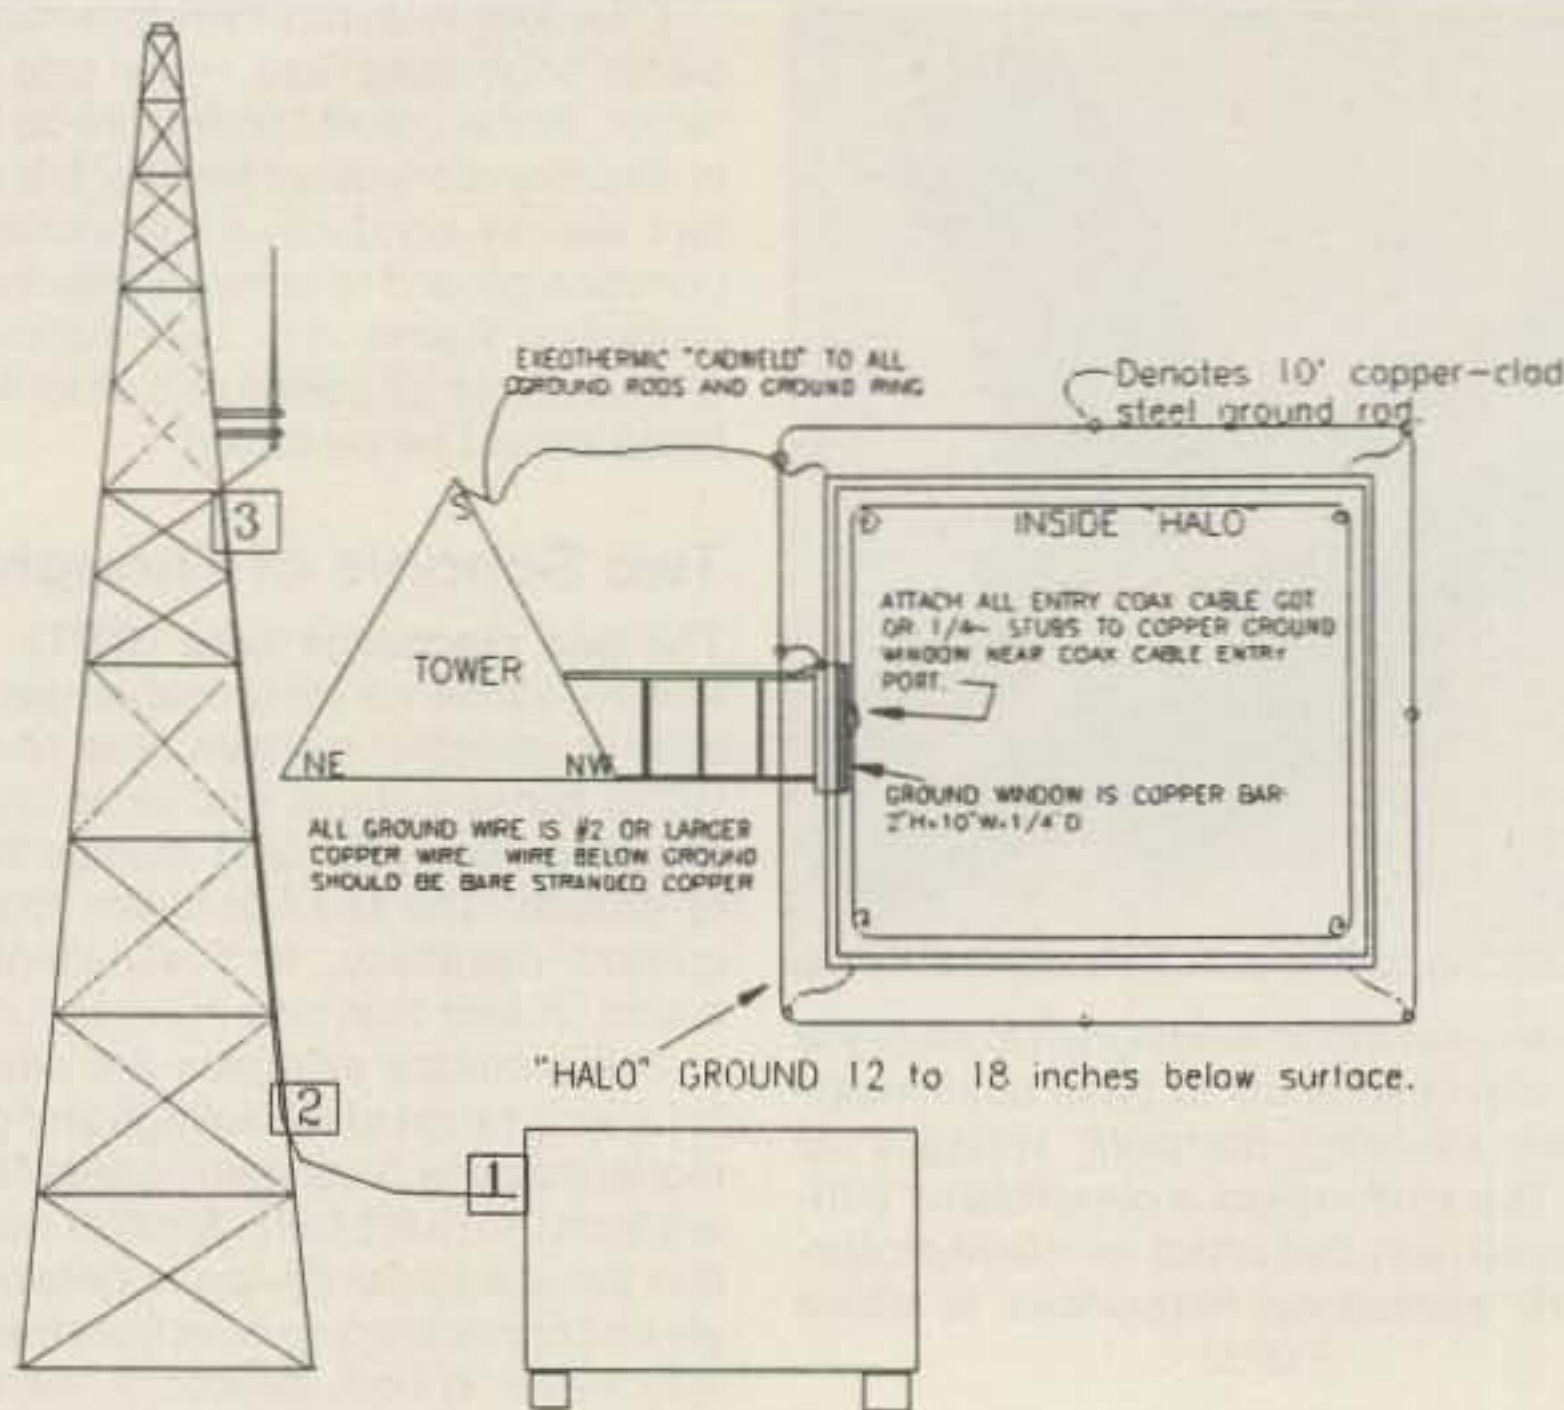 EXEOTHERMIC "CADWELD" TO ALL
GROUND RODS AND GROUND RING
Denotes 10' copper-clad
steel ground rod.
3
S
INSIDE "HALO"
ATTACH ALL ENTRY COAX CABLE
OR 1/4~ STUBS TO COPPER GROUND
WINDOW NEAR COAX CABLE ENTRY
PORT.
TOWER
NE
NW
GROUND WINDOW IS COPPER BAR-
2"H×10"W×1/4"D
ALL GROUND WIRE IS #2 OR LARGER
COPPER WIRE. WIRE BELOW GROUND
SHOULD BE BARE STRANDED COPPER
"HALO" GROUND 12 to 18 inches below surface.
2
1